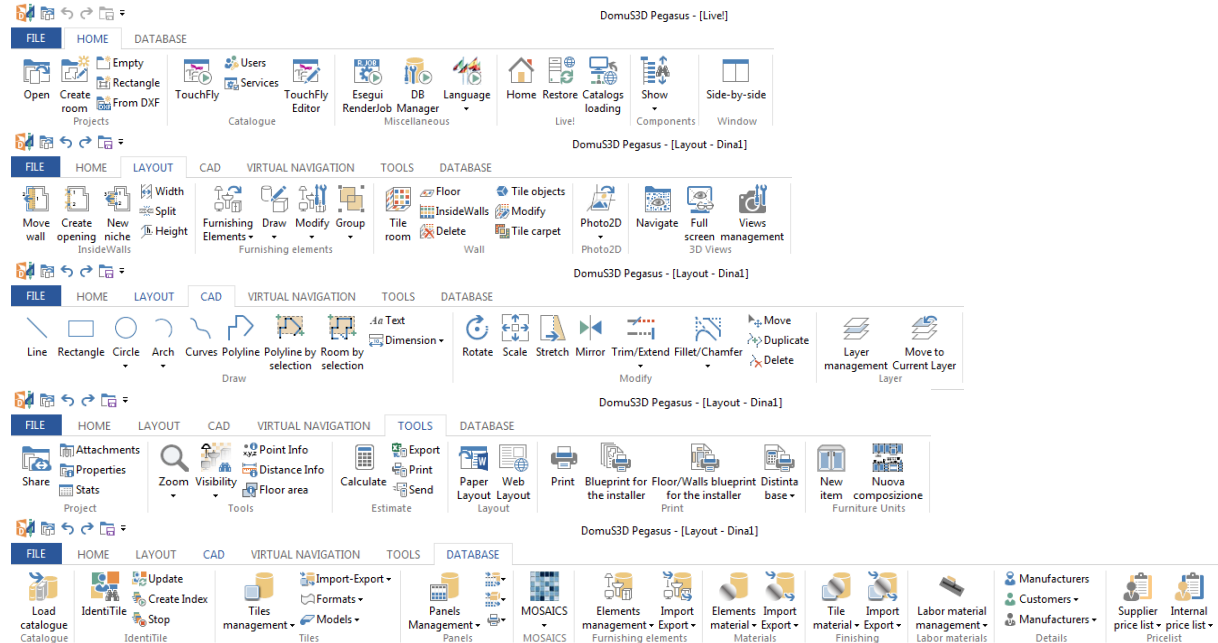 DomuS3D Pegasus - [Live!]
FILE HOME DATABASE
Open Create room Empty Rectangle From DXF TouchFly Users Services TouchFly Editor Esegui RenderJob DB Manager Language Home Restore Catalogs loading Show Side-by-side
Projects Catalogue Miscellaneous Live! Components Window
DomuS3D Pegasus - [Layout - Dina1]
FILE HOME LAYOUT CAD VIRTUAL NAVIGATION TOOLS DATABASE
Move wall Create opening New niche Width Split Height Furnishing Elements Draw Modify Group Tile room Floor InsideWalls Delete Tile objects Modify Tile carpet Photo2D Navigate Full screen Views management
InsideWalls Furnishing elements Wall Photo2D 3D Views
DomuS3D Pegasus - [Layout - Dina1]
FILE HOME LAYOUT CAD VIRTUAL NAVIGATION TOOLS DATABASE
Line Rectangle Circle Arch Curves Polyline Polyline by selection Room by selection Aa Text Dimension Rotate Scale Stretch Mirror Trim/Extend Fillet/Chamfer Move Duplicate Delete Layer management Move to Current Layer
Draw Modify Layer
DomuS3D Pegasus - [Layout - Dina1]
FILE HOME LAYOUT CAD VIRTUAL NAVIGATION TOOLS DATABASE
Share Attachments Properties Stats Zoom Visibility Point Info Distance Info Floor area Calculate Export Print Send Paper Layout Web Layout Print Blueprint for the installer Floor/Walls blueprint for the installer Distinta base New item Nuova composizione
Project Tools Estimate Layout Print Furniture Units
DomuS3D Pegasus - [Layout - Dina1]
FILE HOME LAYOUT CAD VIRTUAL NAVIGATION TOOLS DATABASE
Load catalogue IdentiTile Update Create Index Stop Tiles management Import-Export Formats Models Panels Management MOSAICS Elements management Import Export Elements material Import Export Tile material Import Export Labor material management Manufacturers Customers Manufacturers Supplier price list Internal price list
Catalogue IdentiTile Tiles Panels MOSAICS Furnishing elements Materials Finishing Labor materials Details Pricelist